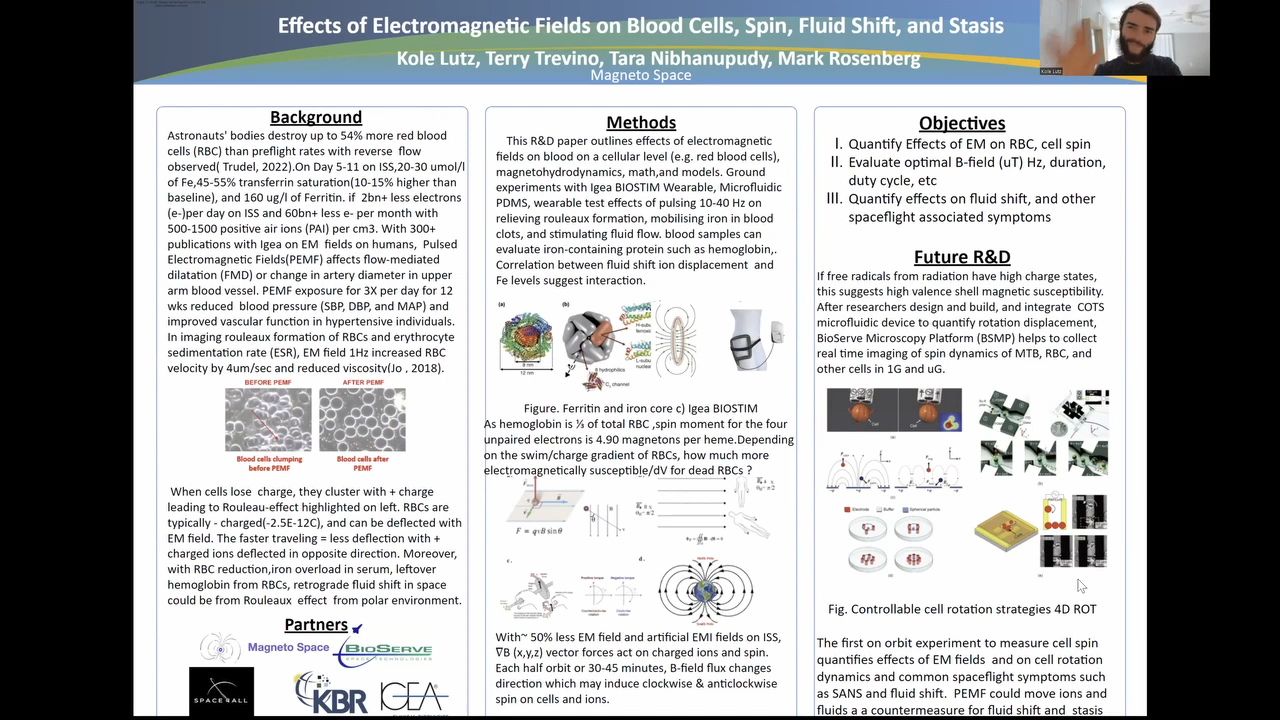 Effects of Electromagnetic Fields on Blood Cells, Spin, Fluid Shift, and Stasis
Kole Lutz, Terry Trevino, Tara Nibhanupudy, Mark Rosenberg
Magneto Space
Kole Lutz
Background
Astronauts' bodies destroy up to 54% more red blood
cells (RBC) than preflight rates with reverse flow
observed( Trudel, 2022).On Day 5-11 on ISS,20-30 umol/l
of Fe,45-55% transferrin saturation(10-15% higher than
baseline), and 160 ug/l of Ferritin. if 2bn+ less electrons
(e-)per day on ISS and 60bn+ less e- per month with
500-1500 positive air ions (PAI) per cm3. With 300+
publications with Igea on EM fields on humans, Pulsed
Electromagnetic Fields(PEMF) affects flow-mediated
dilatation (FMD) or change in artery diameter in upper
arm blood vessel. PEMF exposure for 3X per day for 12
wks reduced blood pressure (SBP, DBP, and MAP) and
improved vascular function in hypertensive individuals.
In imaging rouleaux formation of RBCs and erythrocyte
sedimentation rate (ESR), EM field 1Hz increased RBC
velocity by 4um/sec and reduced viscosity(Jo , 2018).
BEFORE PEMF AFTER PEMF
Blood cells clumping
before PEMF
Blood cells after
PEMF
When cells lose charge, they cluster with + charge
leading to Rouleau-effect highlighted on left. RBCs are
typically - charged(-2.5E-12C), and can be deflected with
EM field. The faster traveling = less deflection with +
charged ions deflected in opposite direction. Moreover,
with RBC reduction,iron overload in serum, leftover
hemoglobin from RBCs, retrograde fluid shift in space
could be from Rouleaux effect from polar environment.
Partners
Magneto Space
BIOSERVE
SPACE TECHNOLOGIES
SPACE4ALL
KBR
IGEA
Methods
This R&D paper outlines effects of electromagnetic
fields on blood on a cellular level (e.g. red blood cells),
magnetohydrodynamics, math,and models. Ground
experiments with Igea BIOSTIM Wearable, Microfluidic
PDMS, wearable test effects of pulsing 10-40 Hz on
relieving rouleaux formation, mobilising iron in blood
clots, and stimulating fluid flow. blood samples can
evaluate iron-containing protein such as hemoglobin,.
Correlation between fluid shift ion displacement and
Fe levels suggest interaction.
(a) (b)
8 nm
12 nm
H-subu
ferroxic
L-subu
nuclea
8 hydrophilics
C₃ channel
Figure. Ferritin and iron core c) Igea BIOSTIM
As hemoglobin is ⅓ of total RBC ,spin moment for the four
unpaired electrons is 4.90 magnetons per heme.Depending
on the swim/charge gradient of RBCs, how much more
electromagnetically susceptible/dV for dead RBCs ?
F = qvB sin θ
c. d.
Positive torque Negative torque
With~ 50% less EM field and artificial EMI fields on ISS,
∇B (x,y,z) vector forces act on charged ions and spin.
Each half orbit or 30-45 minutes, B-field flux changes
direction which may induce clockwise & anticlockwise
spin on cells and ions.
Objectives
I. Quantify Effects of EM on RBC, cell spin
II. Evaluate optimal B-field (uT) Hz, duration,
duty cycle, etc
III. Quantify effects on fluid shift, and other
spaceflight associated symptoms
Future R&D
If free radicals from radiation have high charge states,
this suggests high valence shell magnetic susceptibility.
After researchers design and build, and integrate COTS
microfluidic device to quantify rotation displacement,
BioServe Microscopy Platform (BSMP) helps to collect
real time imaging of spin dynamics of MTB, RBC, and
other cells in 1G and uG.
Cell Cell
Electrode Buffer Spherical particle
Fig. Controllable cell rotation strategies 4D ROT
The first on orbit experiment to measure cell spin
quantifies effects of EM fields and on cell rotation
dynamics and common spaceflight symptoms such
as SANS and fluid shift. PEMF could move ions and
fluids a a countermeasure for fluid shift and stasis